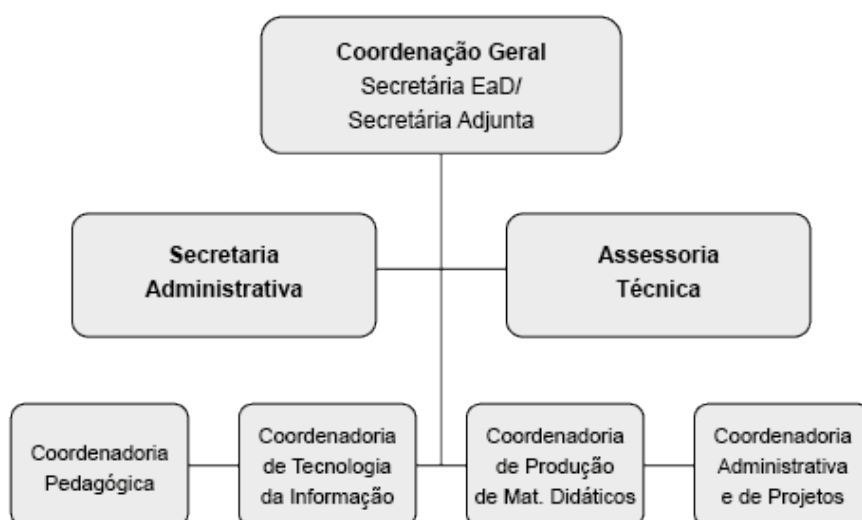 Coordenação Geral
Secretária EaD/
Secretária Adjunta
Secretaria
Administrativa
Assessoria
Técnica
Coordenadoria
Pedagógica
Coordenadoria
de Tecnologia
da Informação
Coordenadoria
de Produção
de Mat. Didáticos
Coordenadoria
Administrativa
e de Projetos